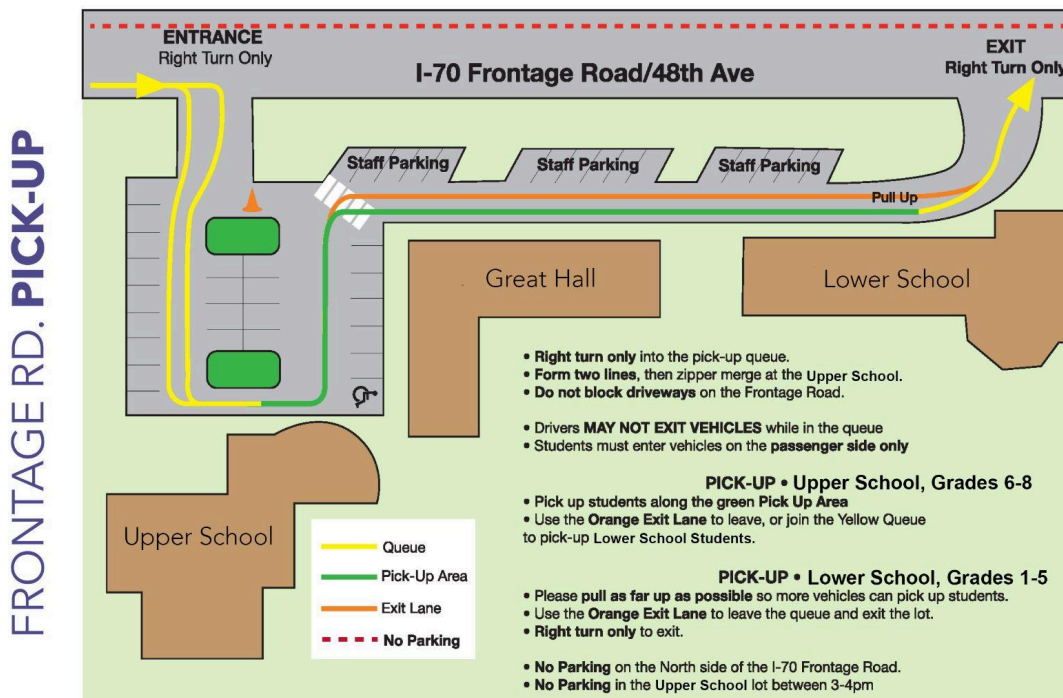 FRONTAGE RD. PICK-UP
ENTRANCE
Right Turn Only
EXIT
Right Turn Only
I-70 Frontage Road/48th Ave
Staff Parking
Staff Parking
Staff Parking
Pull Up
Great Hall
Lower School
Upper School
Queue
Pick-Up Area
Exit Lane
No Parking
• Right turn only into the pick-up queue.
• Form two lines, then zipper merge at the Upper School.
• Do not block driveways on the Frontage Road.
• Drivers MAY NOT EXIT VEHICLES while in the queue
• Students must enter vehicles on the passenger side only
PICK-UP • Upper School, Grades 6-8
• Pick up students along the green Pick Up Area
• Use the Orange Exit Lane to leave, or join the Yellow Queue
to pick-up Lower School Students.
PICK-UP • Lower School, Grades 1-5
• Please pull as far up as possible so more vehicles can pick up students.
• Use the Orange Exit Lane to leave the queue and exit the lot.
• Right turn only to exit.
• No Parking on the North side of the I-70 Frontage Road.
• No Parking in the Upper School lot between 3-4pm